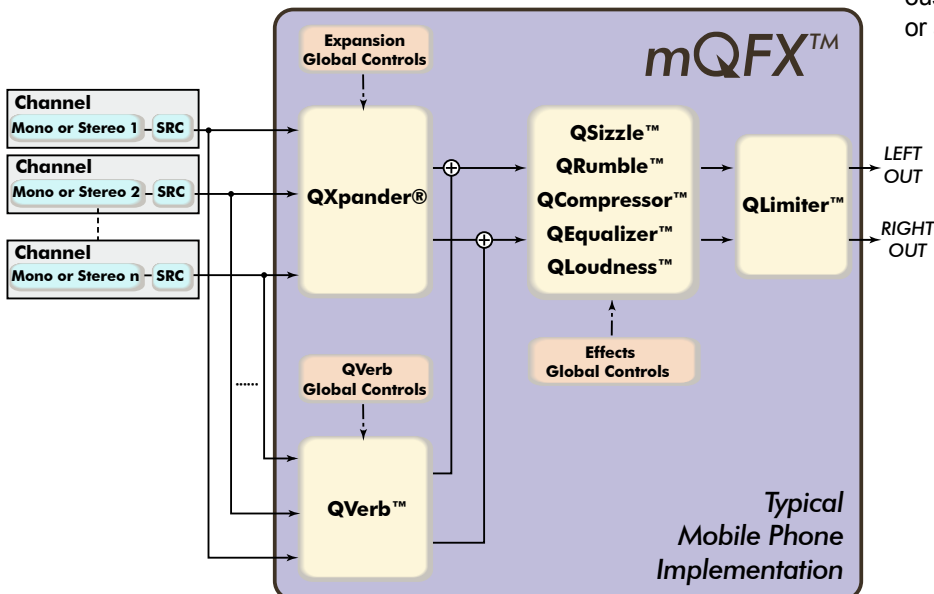 or
mQFX™
Expansion
Global Controls
Channel
Mono or Stereo 1
SRC
Channel
Mono or Stereo 2
SRC
Channel
Mono or Stereo n
SRC
QXpander®
QSizzle™
QRumble™
QCompressor™
QEqualizer™
QLoudness™
QLimiter™
LEFT
OUT
RIGHT
OUT
Effects
Global Controls
QVerb
Global Controls
QVerb™
Typical
Mobile Phone
Implementation